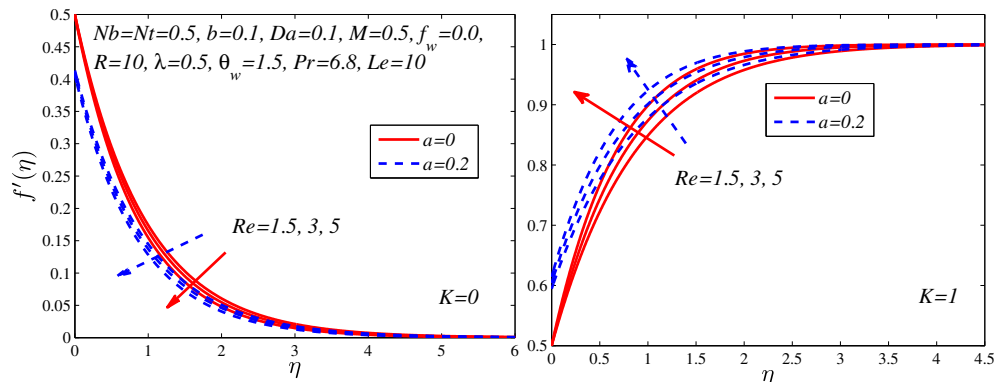 Nb=Nt=0.5, b=0.1, Da=0.1, M=0.5, f_w=0.0,
R=10, λ=0.5, θ_w=1.5, Pr=6.8, Le=10
a=0
a=0.2
Re=1.5, 3, 5
K=0
f′(η)
0.5
0.45
0.4
0.35
0.3
0.25
0.2
0.15
0.1
0.05
0
0 1 2 3 4 5 6
η
a=0
a=0.2
Re=1.5, 3, 5
K=1
1
0.9
0.8
0.7
0.6
0.5
0 0.5 1 1.5 2 2.5 3 3.5 4 4.5
η